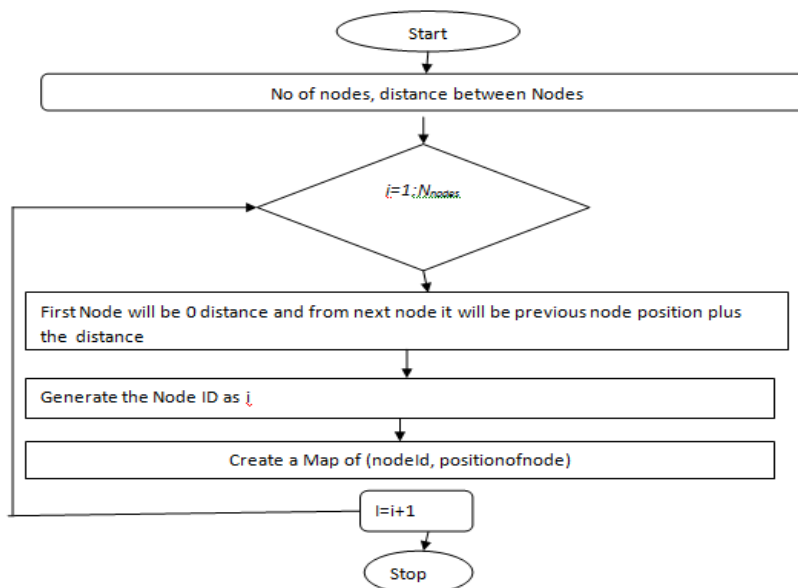 Start
No of nodes, distance between Nodes
i=1:Nnodes
First Node will be 0 distance and from next node it will be previous node position plus
the distance
Generate the Node ID as i
Create a Map of (nodeId, positionofnode)
I=i+1
Stop